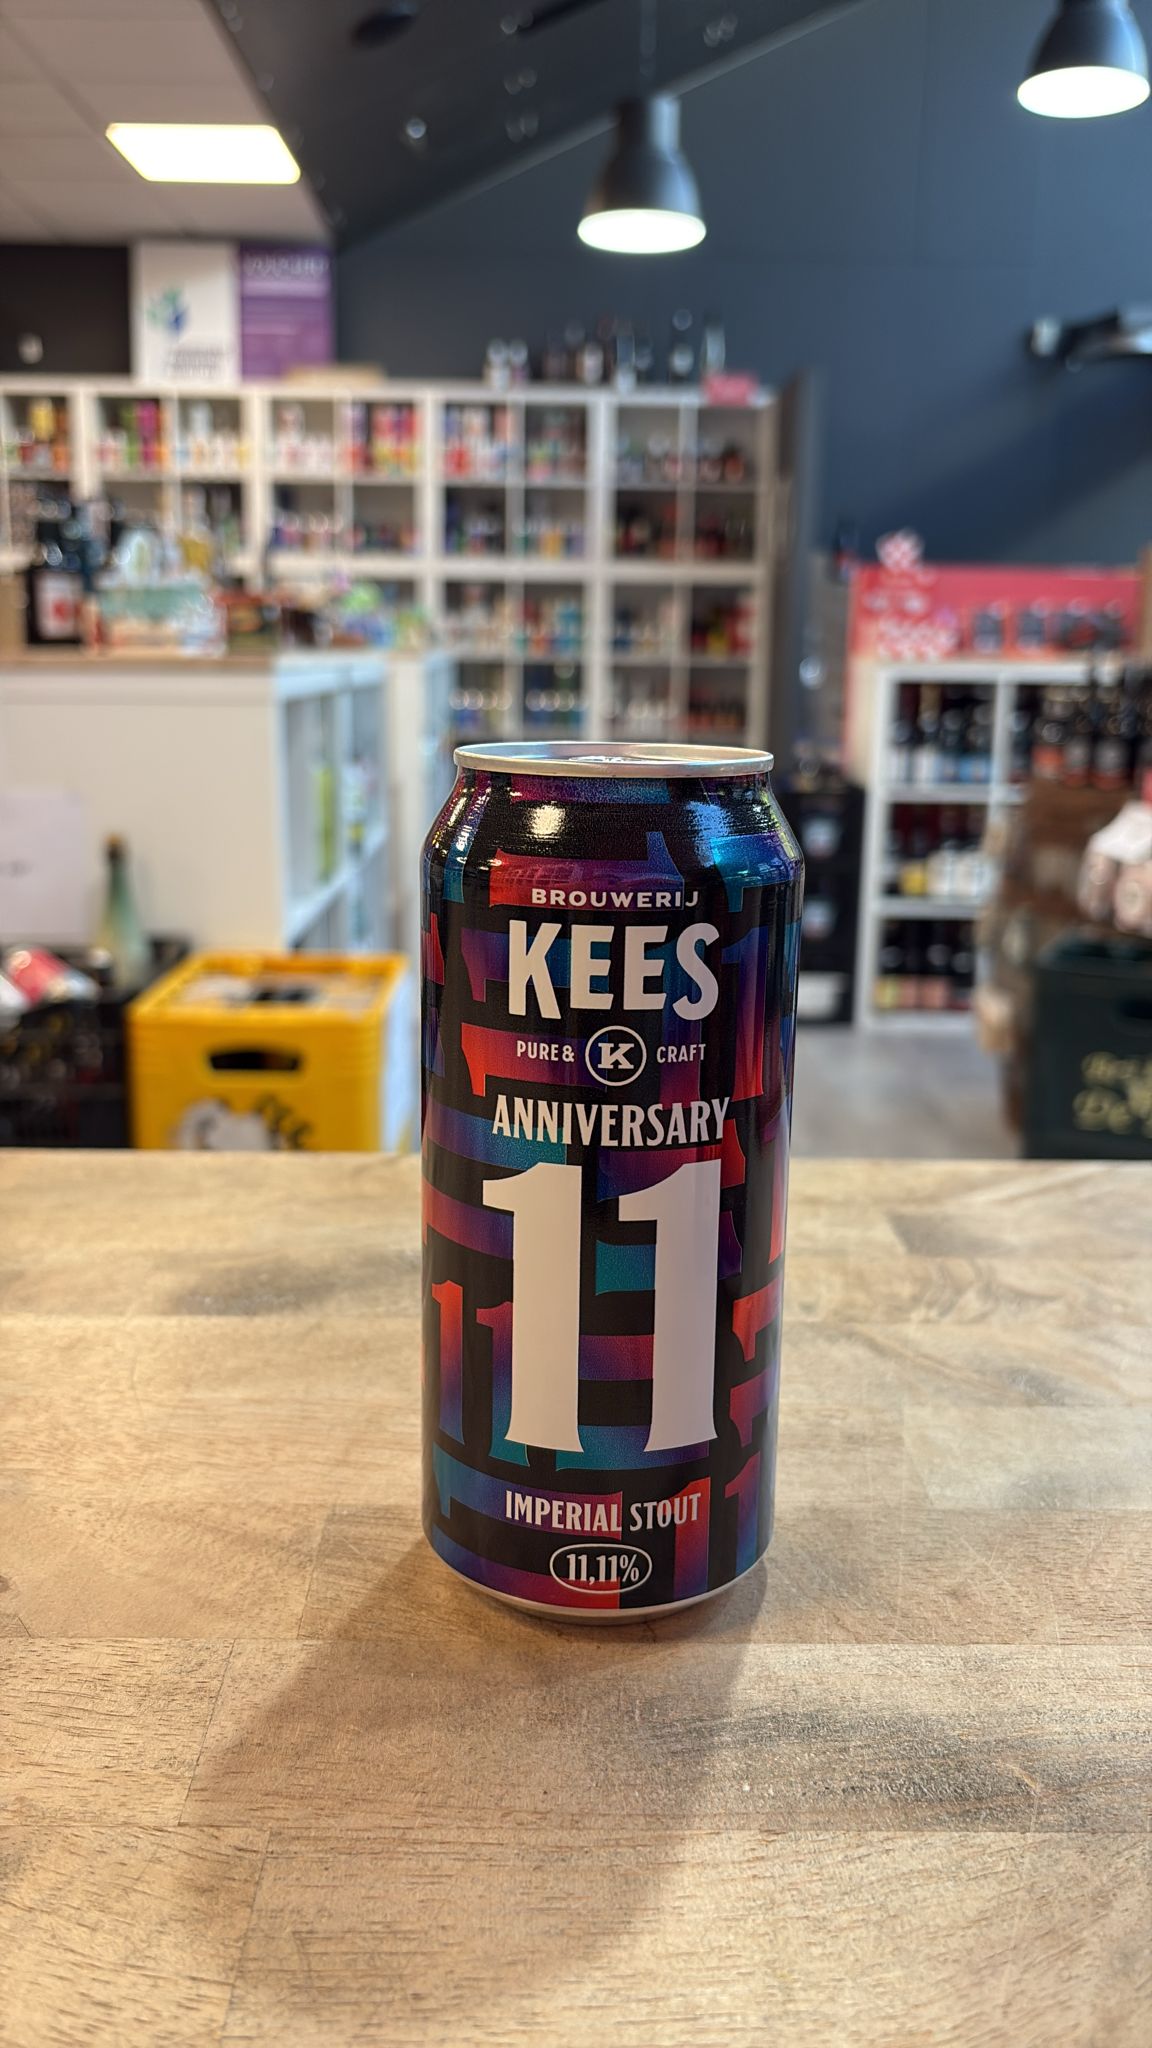 BROUWERIJ
KEES
PURE & K CRAFT
ANNIVERSARY
11
IMPERIAL STOUT
11,11%